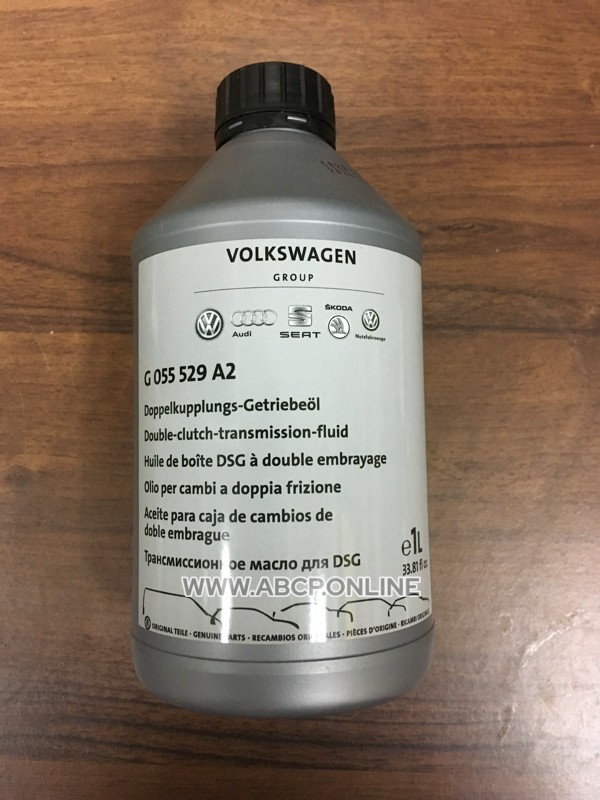 VOLKSWAGEN
GROUP
Audi
SEAT
ŠKODA
Nutzfahrzeuge
G 055 529 A2
Doppelkupplungs-Getriebeöl
Double-clutch-transmission-fluid
Huile de boîte DSG à double embrayage
Olio per cambi a doppia frizione
Aceite para caja de cambios de
doble embrague
Трансмиссионное масло для DSG
e1L
33.81 fl oz
WWW.ABCP.ONLINE
® ORIGINAL TEILE · GENUINE PARTS · RECAMBIOS ORIGINALES · PIÈCES D'ORIGINE · RICAMBI ORIGINALI